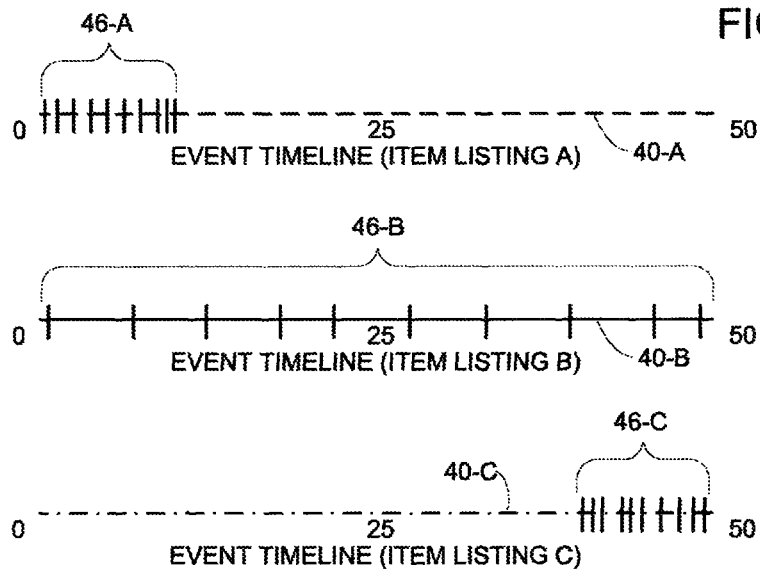 46-A
FIG
0
25
50
EVENT TIMELINE (ITEM LISTING A)
40-A
46-B
0
25
50
EVENT TIMELINE (ITEM LISTING B)
40-B
46-C
40-C
0
25
50
EVENT TIMELINE (ITEM LISTING C)